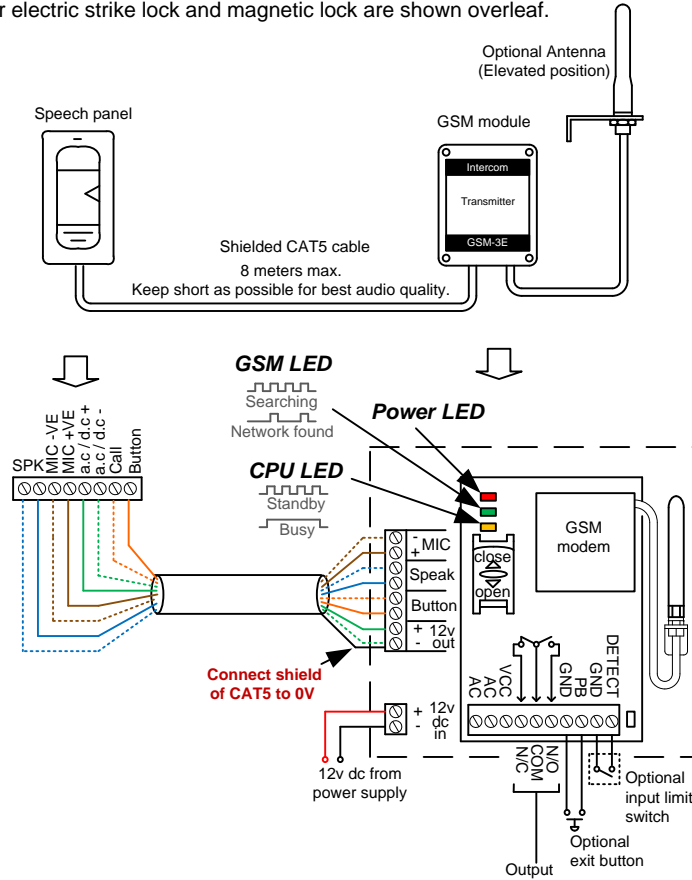 r electric strike lock and magnetic lock are shown overleaf.
Optional Antenna
(Elevated position)
Speech panel
GSM module
Intercom
Transmitter
GSM-3E
Shielded CAT5 cable
8 meters max.
Keep short as possible for best audio quality.
GSM LED
Searching
Network found
Power LED
CPU LED
Standby
Busy
SPK
MIC -VE
MIC +VE
a.c / d.c +
a.c / d.c -
Call
Button
- MIC
+
Speak
Button
+ 12v
- out
close
open
GSM
modem
Connect shield
of CAT5 to 0V
+ 12v
- dc
in
12v dc from
power supply
AC
AC
VCC
GND
PB
GND
DETECT
N/C
COM
N/O
Optional
input limit
switch
Optional
exit button
Output